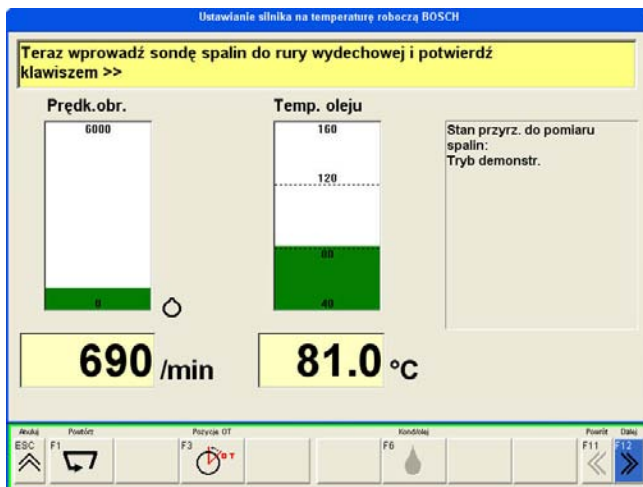 Ustawianie silnika na temperaturę roboczą BOSCH
Teraz wprowadź sondę spalin do rury wydechowej i potwierdź
klawiszem >>
Prędk.obr.
Temp. oleju
6000
0
160
120
80
40
Stan przyrz. do pomiaru
spalin:
Tryb demonstr.
690 /min
81.0 °C
Anuluj Powtórz Pozycja OT Kond/olej Powrót Dalej
ESC F1 F3 OT F6 F11 F12